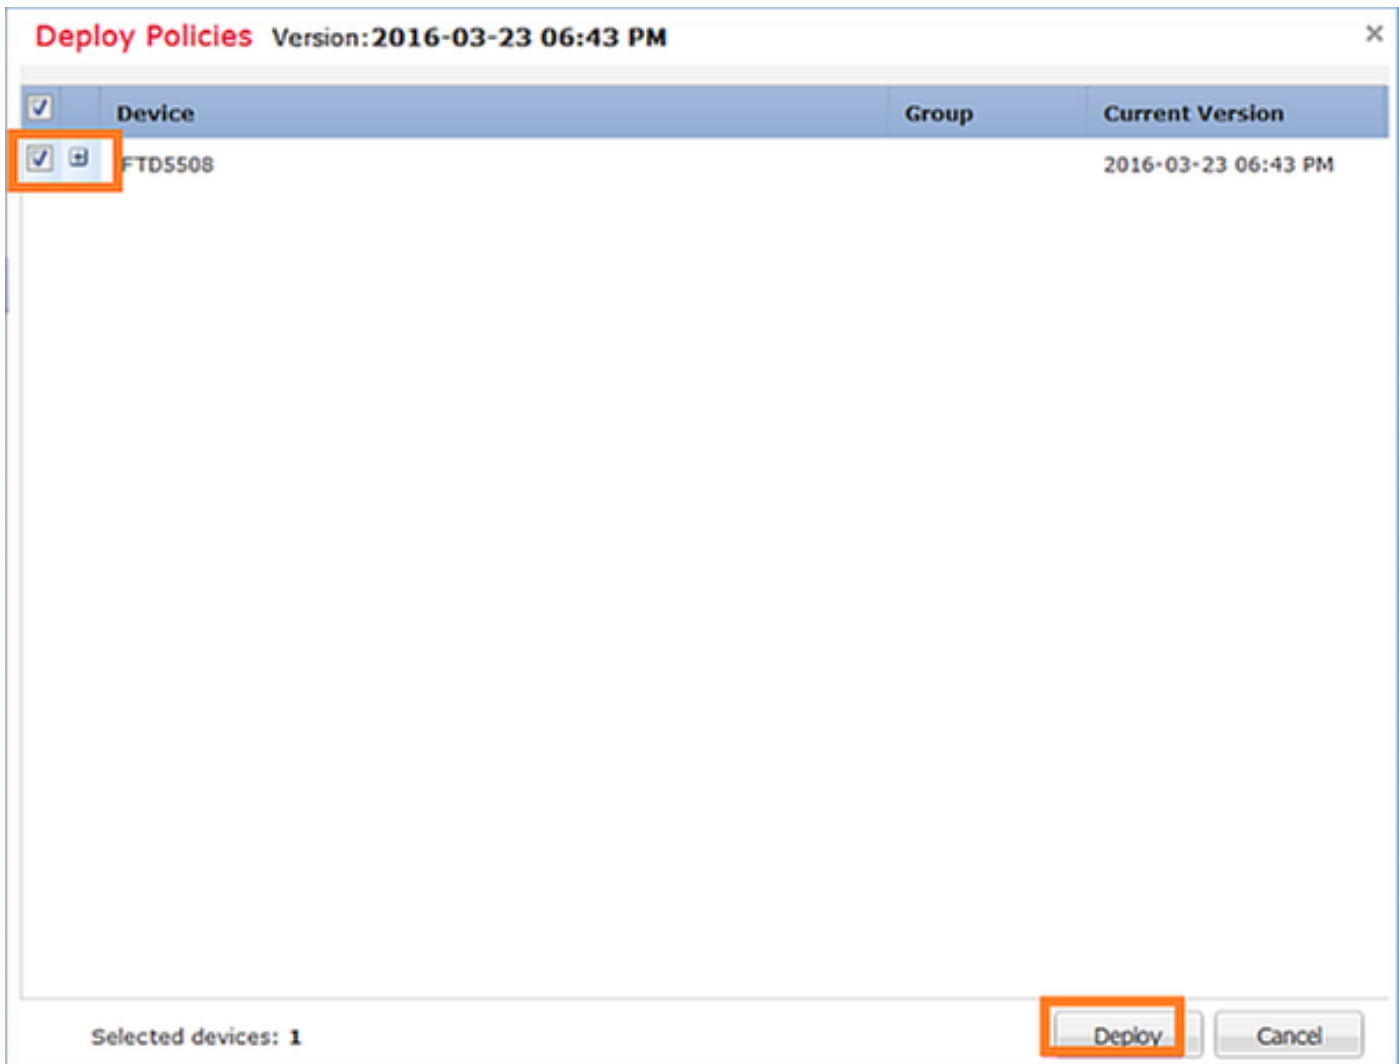 Deploy Policies Version:2016-03-23 06:43 PM
Device Group Current Version
FTD5508 2016-03-23 06:43 PM
Selected devices: 1
Deploy Cancel